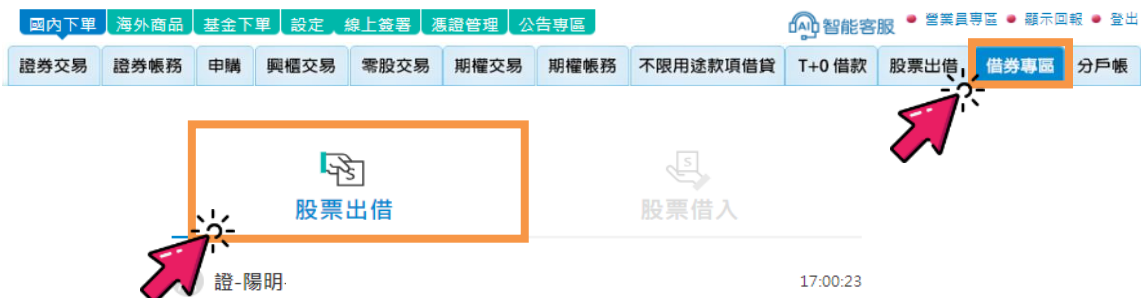 國內下單 海外商品 基金下單 設定 線上簽署 憑證管理 公告專區 AI 智能客服 營業員專區 顯示回報 登出
證券交易 證券帳務 申購 興櫃交易 零股交易 期權交易 期權帳務 不限用途款項借貸 T+0 借款 股票出借 借券專區 分戶帳
$ S
股票出借 股票借入
證-陽明 17:00:23